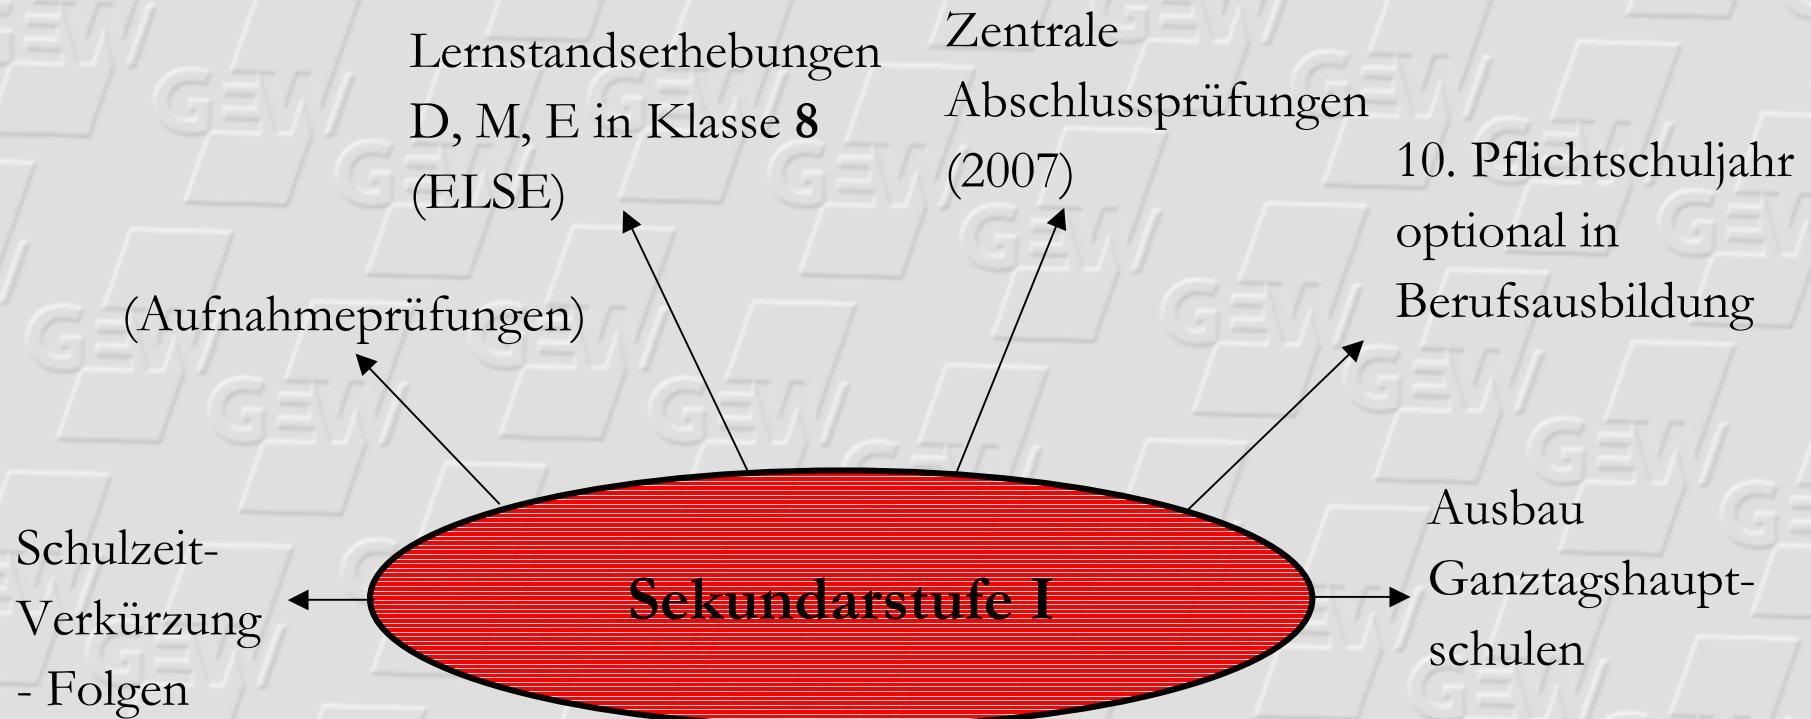 Lernstandserhebungen
D, M, E in Klasse 8
(ELSE)
Zentrale
Abschlussprüfungen
(2007)
10. Pflichtschuljahr
optional in
Berufsausbildung
(Aufnahmeprüfungen)
Schulzeit-
Verkürzung
- Folgen
Sekundarstufe I
Ausbau
Ganztagshaupt-
schulen
GEW